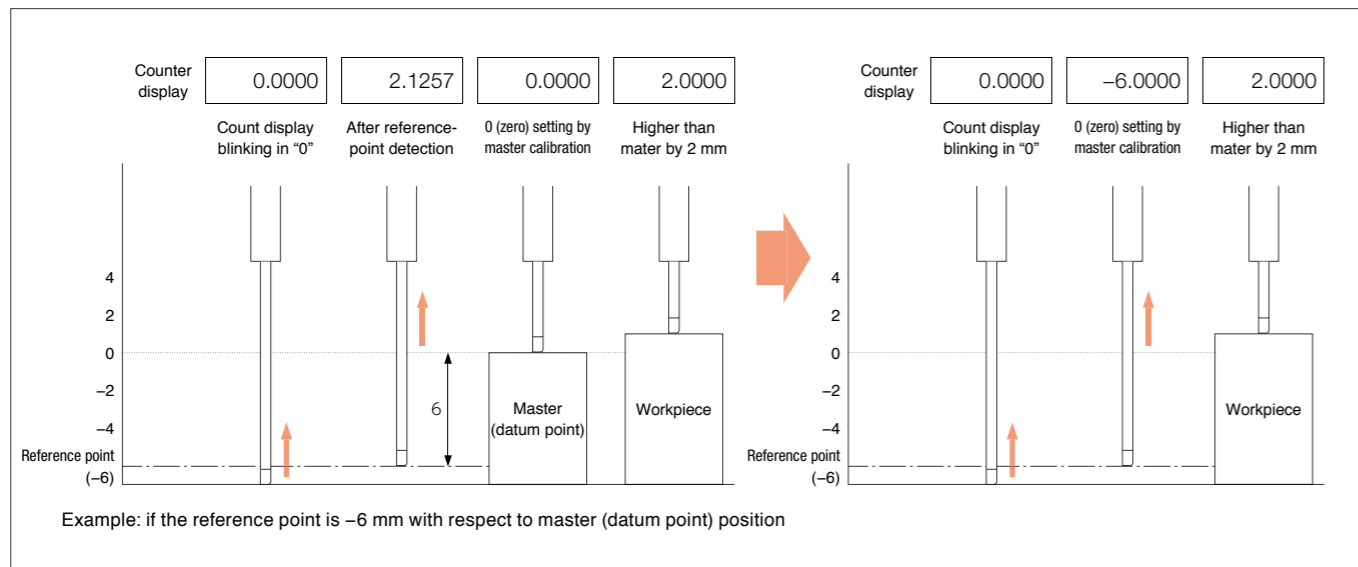 Counter
display
0.0000
2.1257
0.0000
2.0000
Count display
blinking in “0”
After reference-
point detection
0 (zero) setting by
master calibration
Higher than
mater by 2 mm
4
2
0
−2
−4
Reference point
(−6)
6
Master
(datum point)
Workpiece
Counter
display
0.0000
−6.0000
2.0000
Count display
blinking in “0”
0 (zero) setting by
master calibration
Higher than
mater by 2 mm
4
2
0
−2
−4
Reference point
(−6)
Workpiece
Example: if the reference point is −6 mm with respect to master (datum point) position